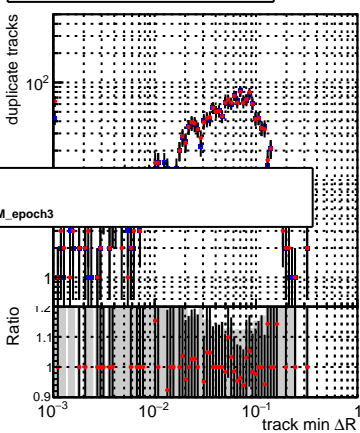 duplicate tracks
10²
M_epoch3
1
Ratio
1.2
1.1
1
0.9
10⁻³ 10⁻² 10⁻¹ 1
track min ΔR